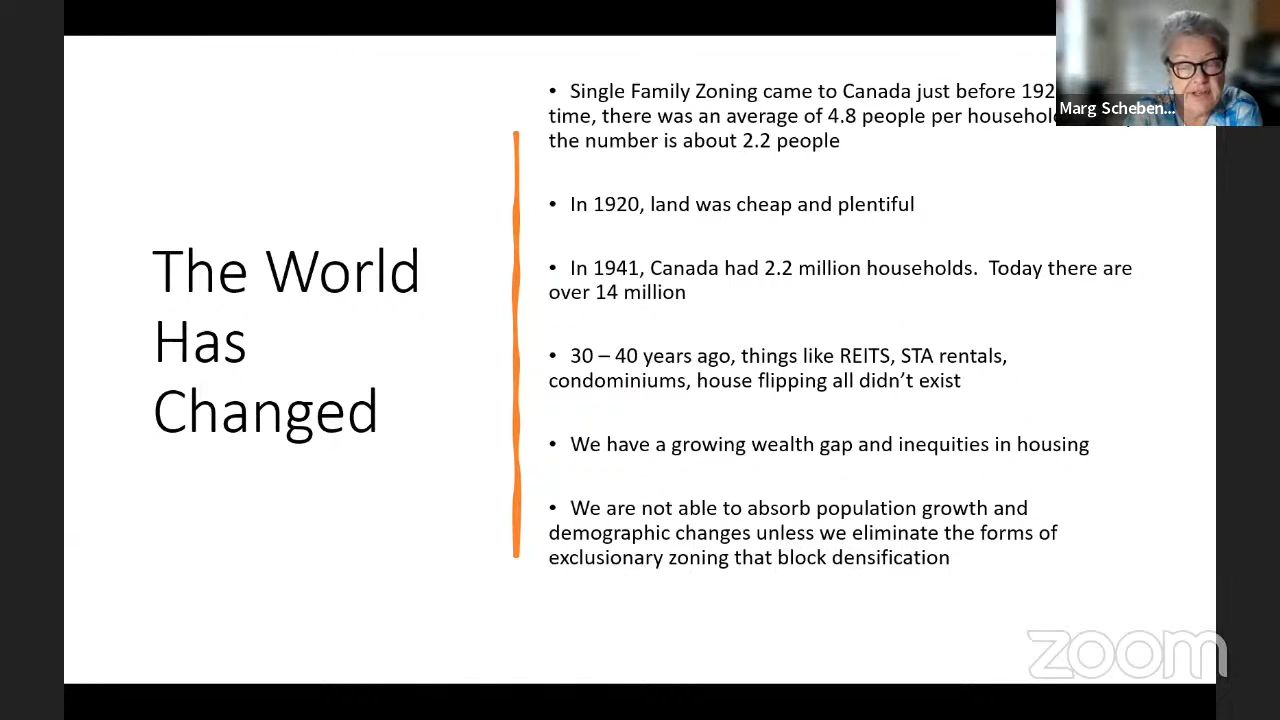 The World
Has
Changed
• Single Family Zoning came to Canada just before 192
time, there was an average of 4.8 people per household
the number is about 2.2 people
• In 1920, land was cheap and plentiful
• In 1941, Canada had 2.2 million households. Today there are
over 14 million
• 30 – 40 years ago, things like REITS, STA rentals,
condominiums, house flipping all didn’t exist
• We have a growing wealth gap and inequities in housing
• We are not able to absorb population growth and
demographic changes unless we eliminate the forms of
exclusionary zoning that block densification
Marg Scheben...
zoom